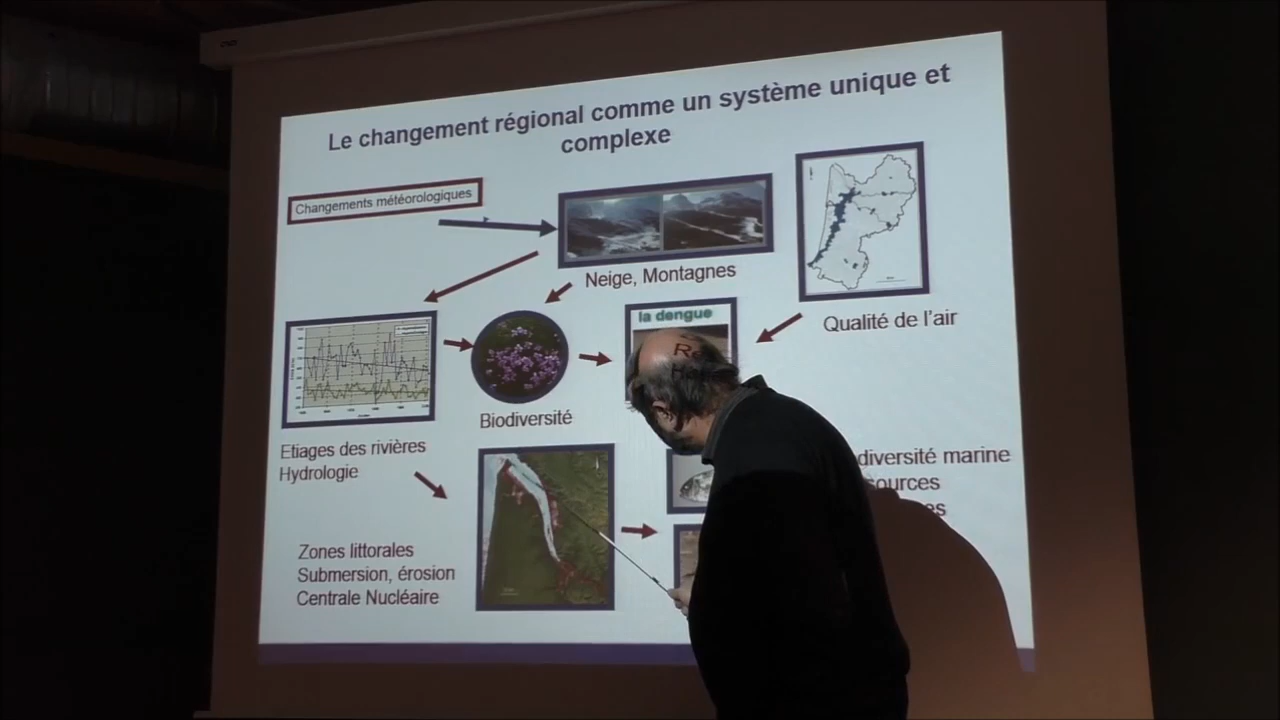 Le changement régional comme un système unique et
complexe
Changements météorologiques
Neige, Montagnes
la dengue
Qualité de l'air
Biodiversité
Etiages des rivières
Hydrologie
diversité marine
sources
es
Zones littorales
Submersion, érosion
Centrale Nucléaire